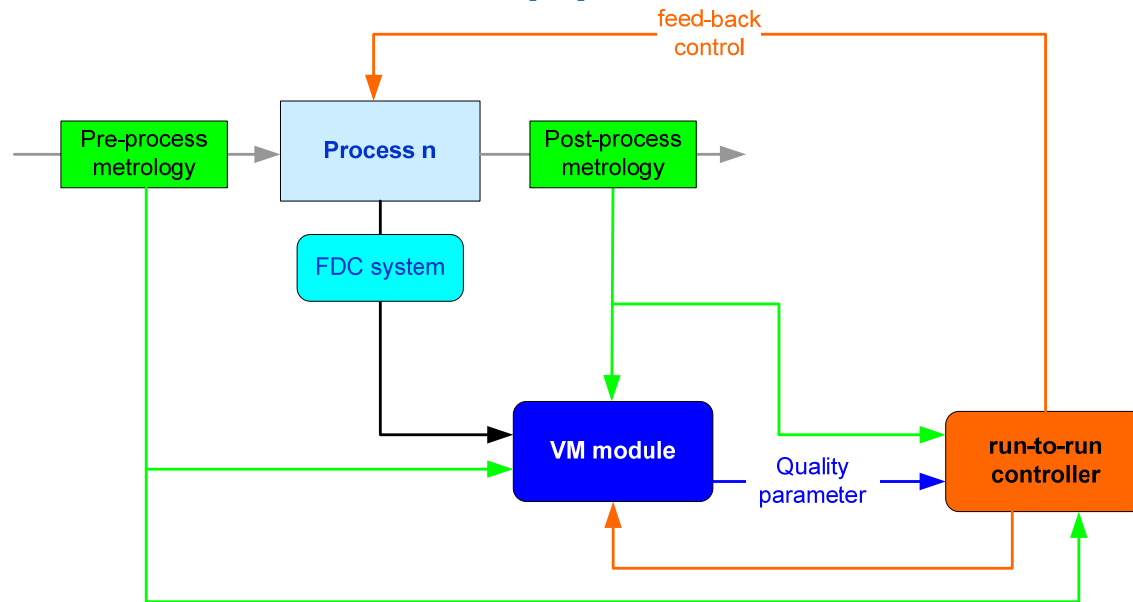 feed-back
control
Pre-process
metrology
Process n
Post-process
metrology
FDC system
VM module
Quality
parameter
run-to-run
controller